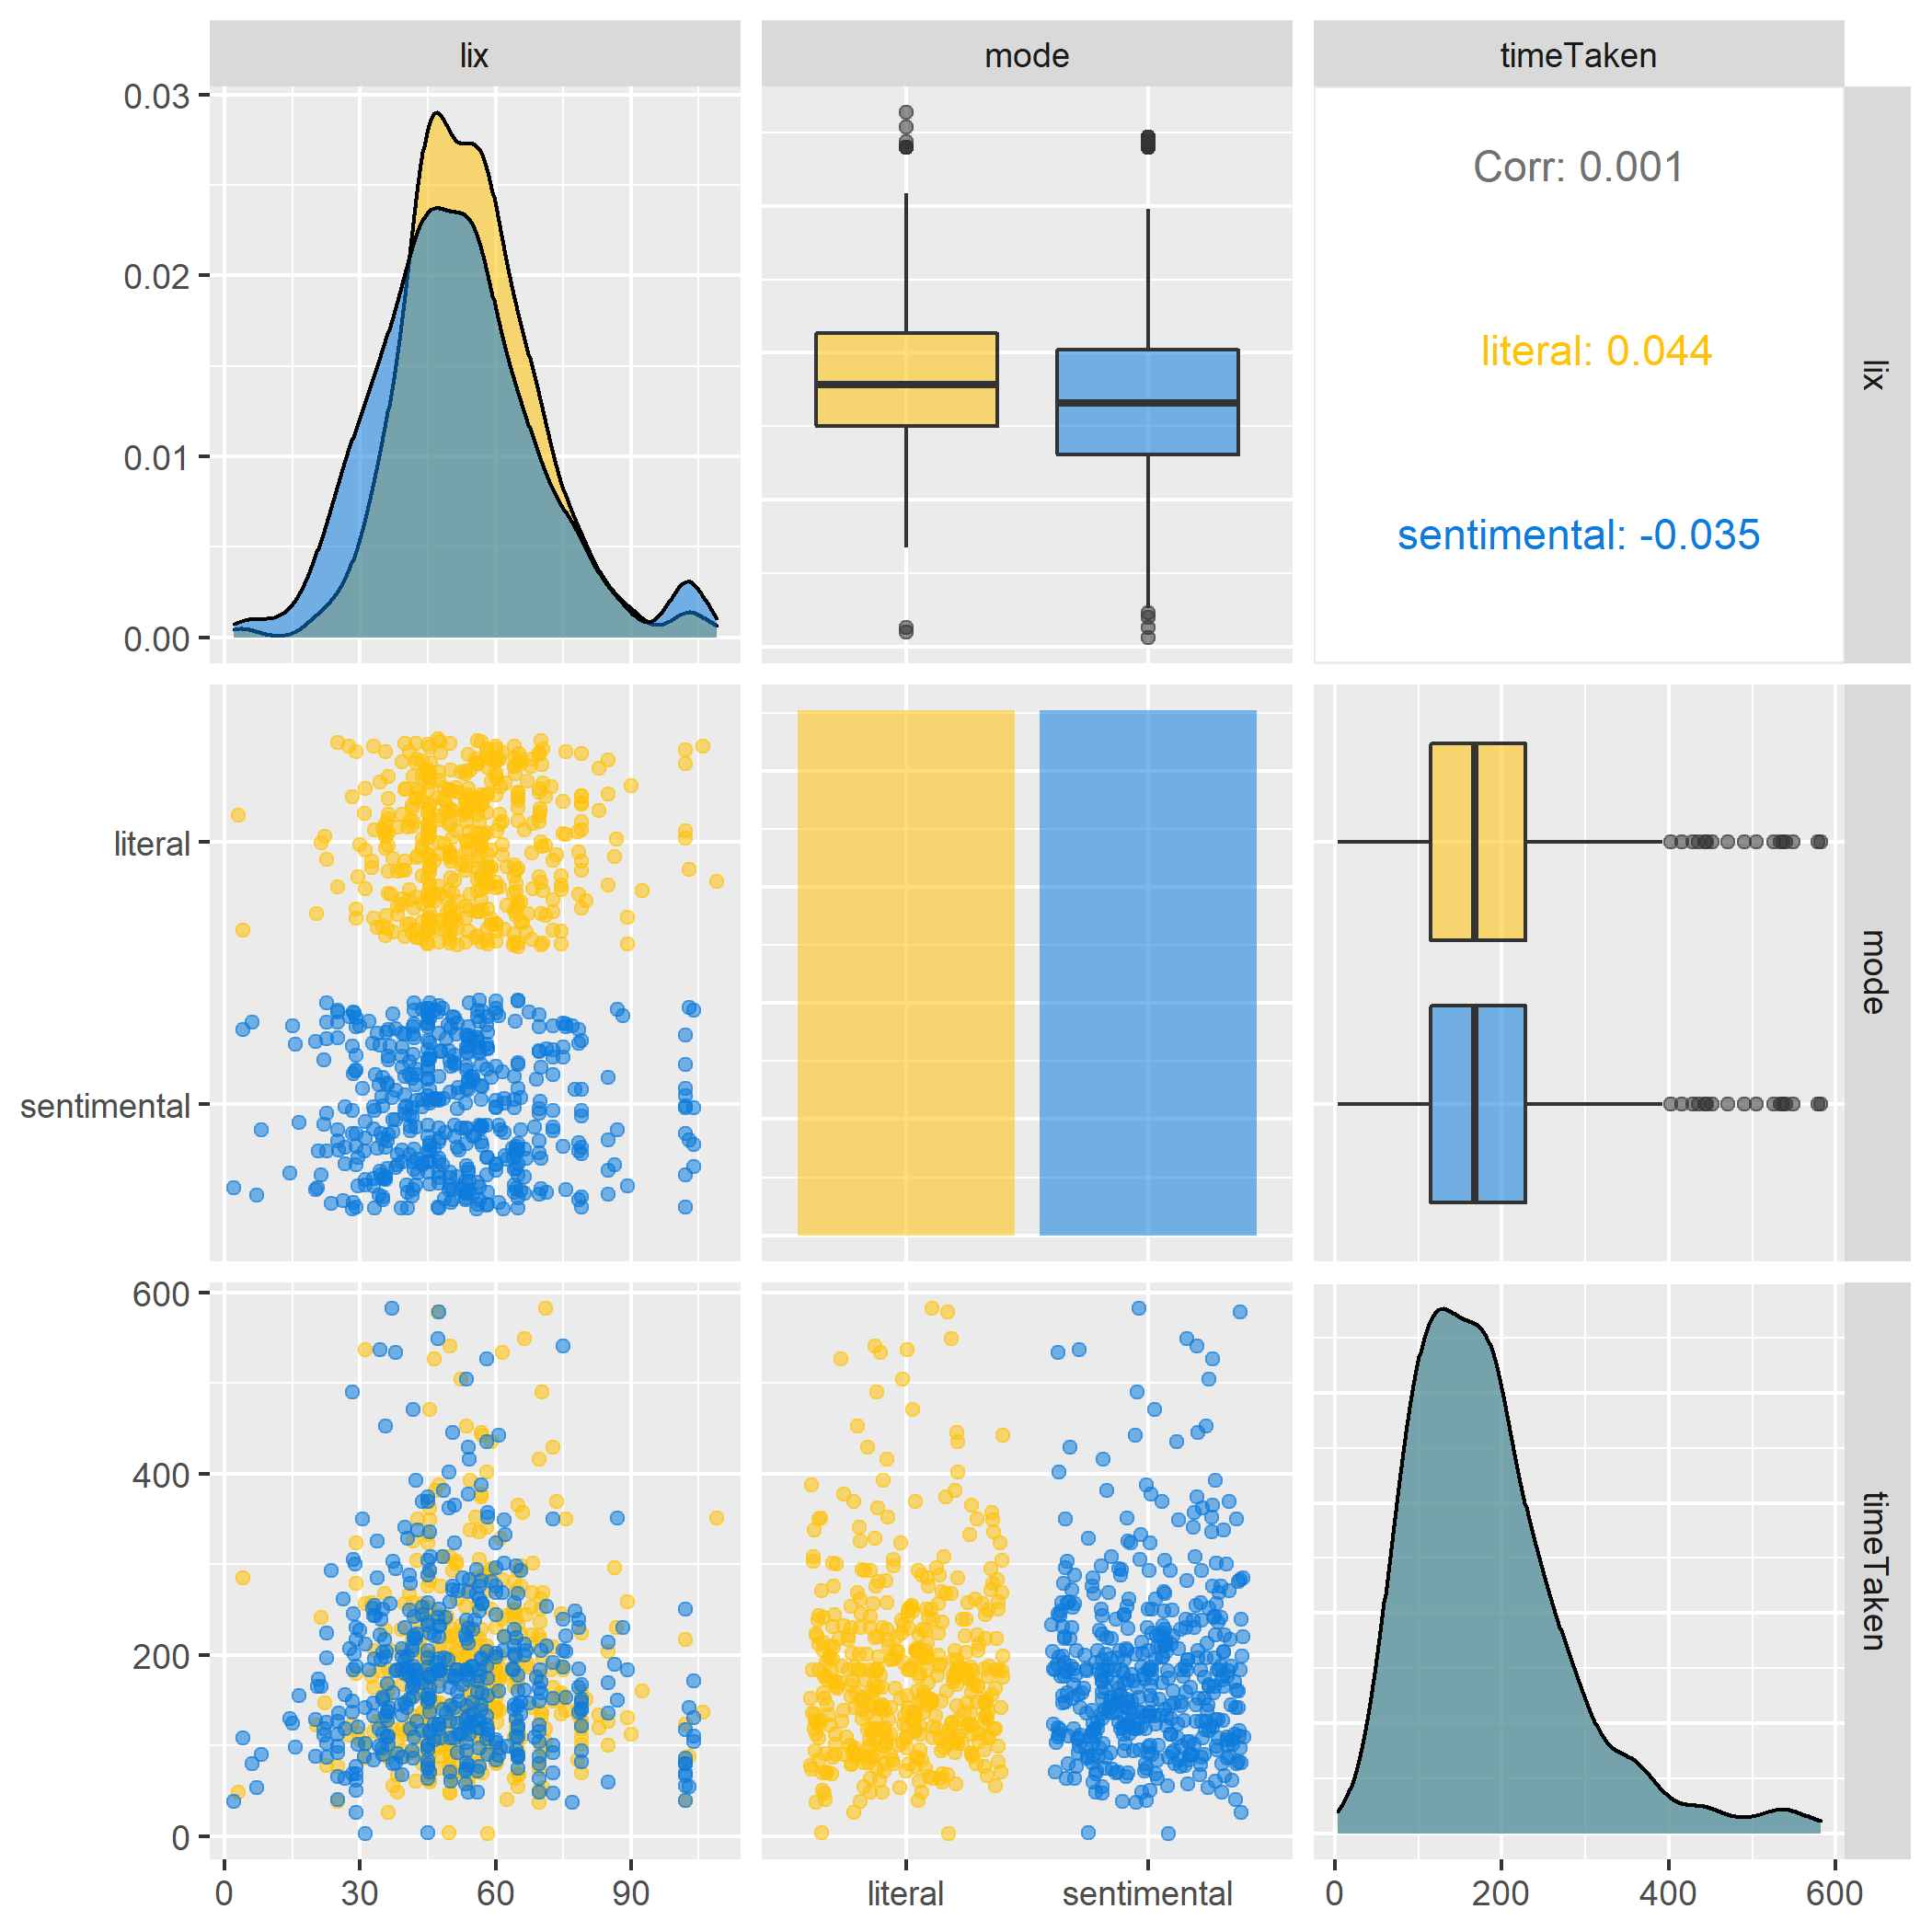 lix
mode
timeTaken
0.03
0.02
0.01
0.00
Corr: 0.001
literal: 0.044
sentimental: -0.035
lix
literal
sentimental
mode
600
400
200
0
timeTaken
0
30
60
90
literal
sentimental
0
200
400
600